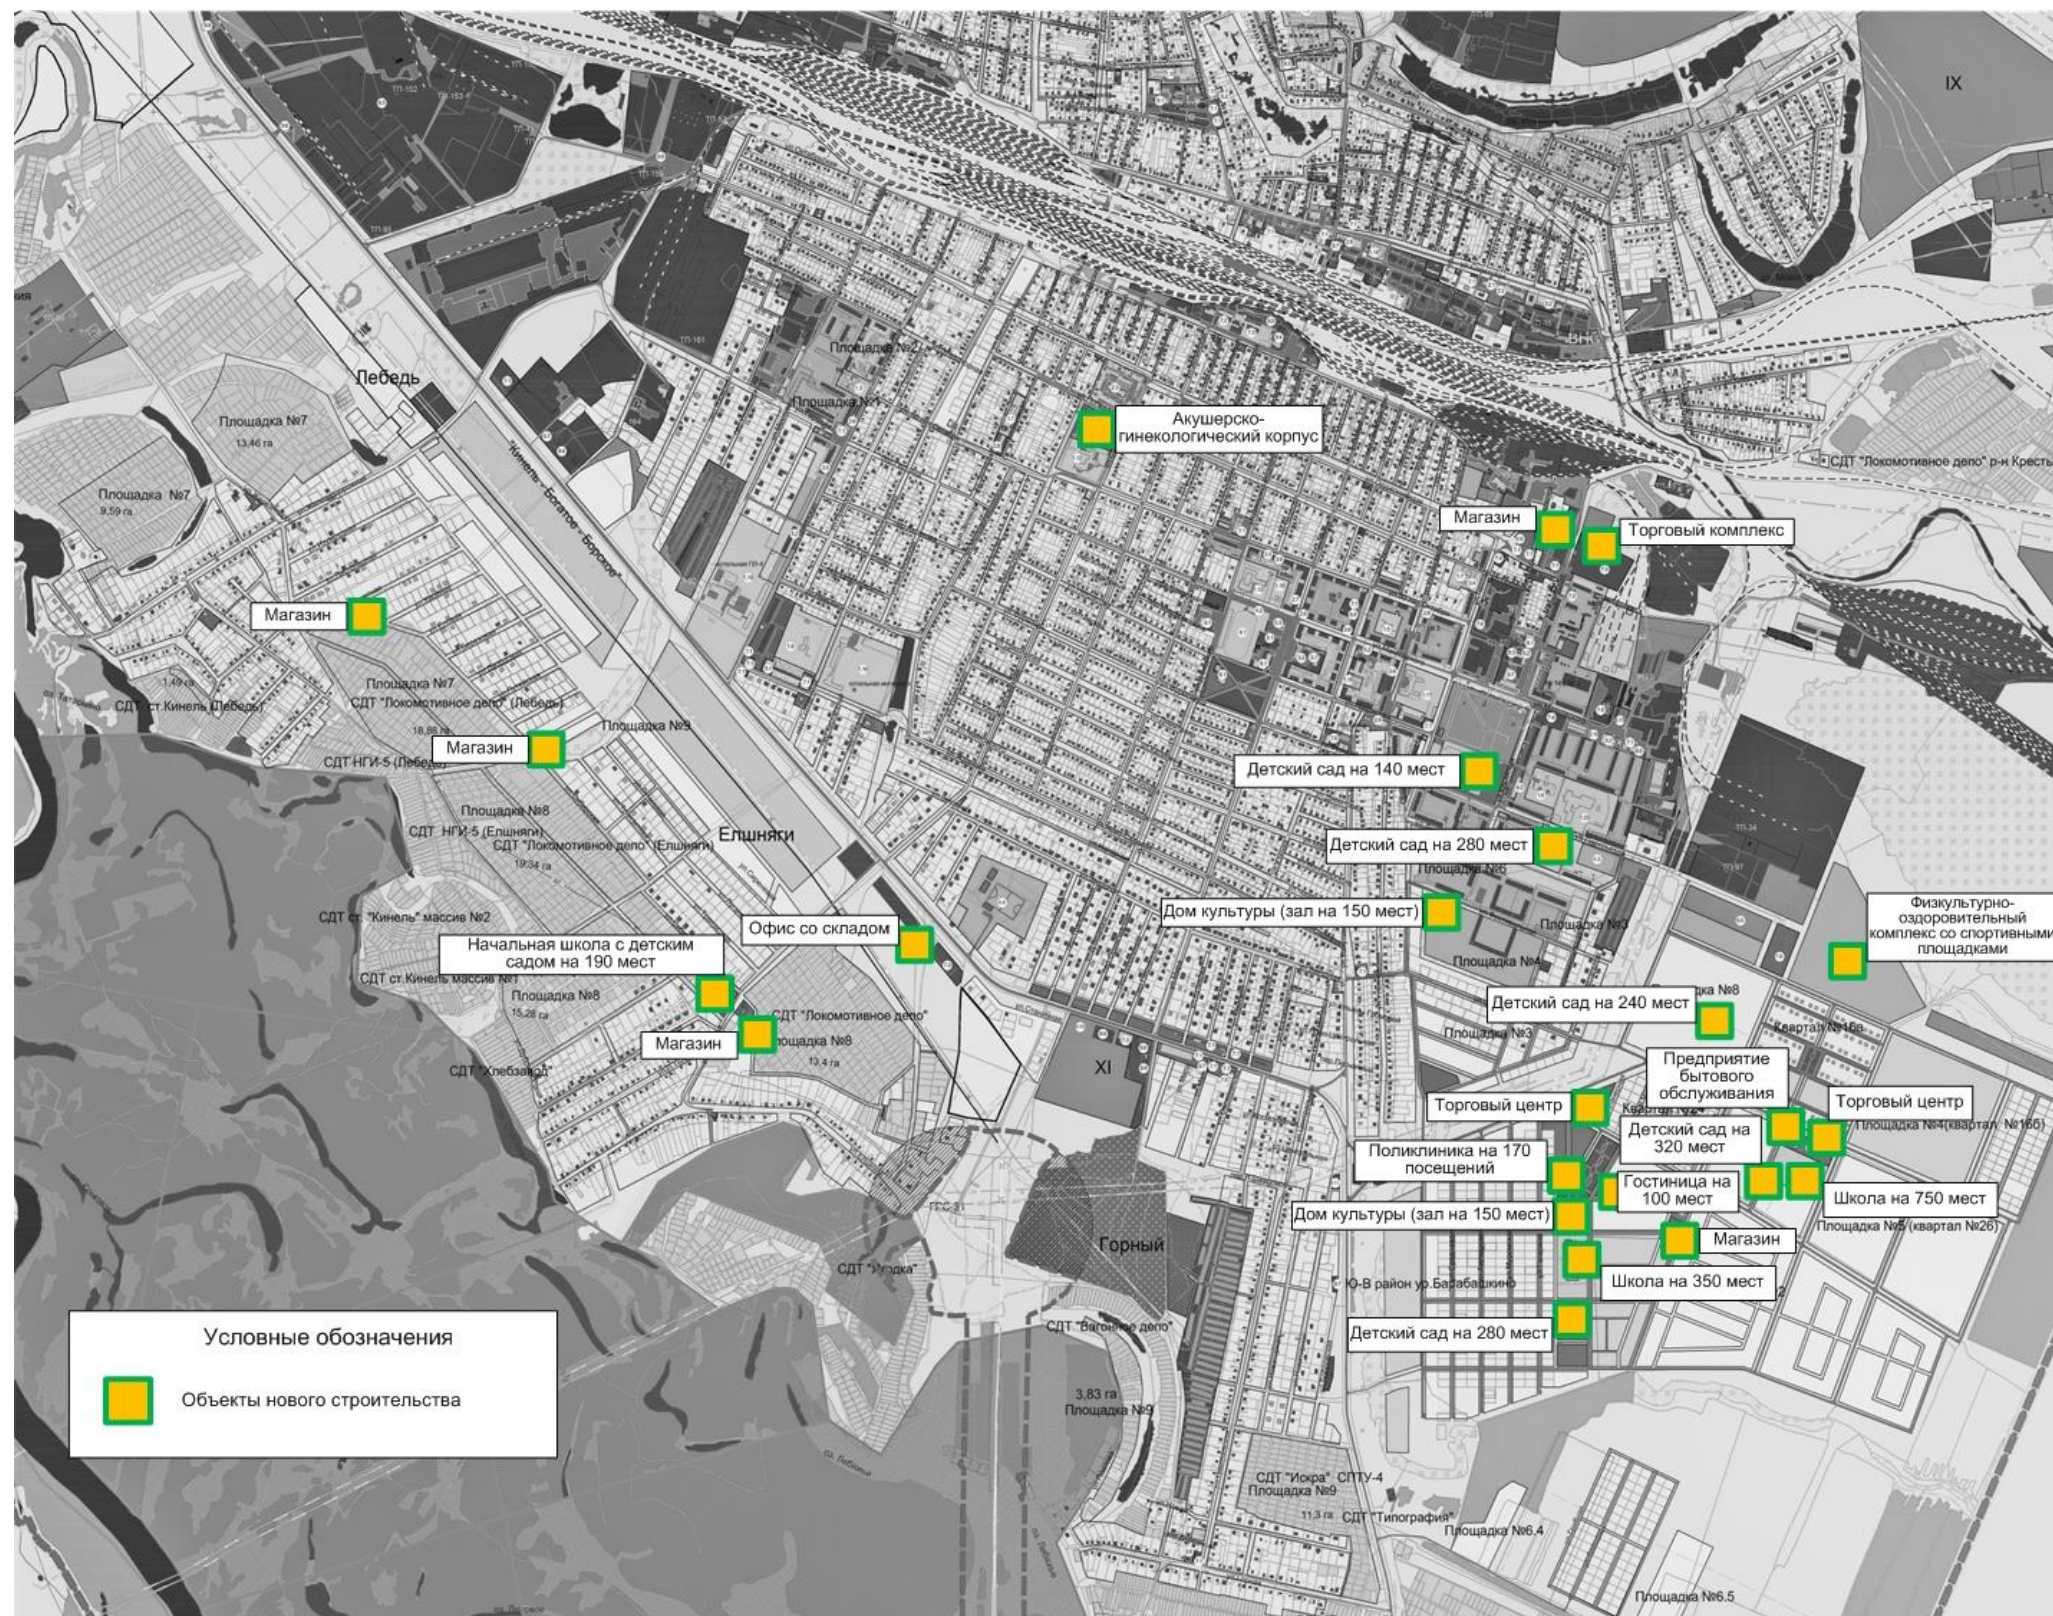 IX
Площадка №2
Лебедь
Площадка №1
Площадка №7
13,46 га
Акушерско-
гинекологический корпус
"Кинель - Богатое - Борское"
СДТ "Локомотивное депо" р-н Кресть
Площадка №7
9,59 га
Магазин
Торговый комплекс
Магазин
1,49 га
Площадка №7
СДТ ст.Кинель (Лебедь)
СДТ "Локомотивное депо" (Лебедь)
18,88 га
Площадка №9
Магазин
СДТ НГИ-5 (Лебедь)
Детский сад на 140 мест
Площадка №8
СДТ НГИ-5 (Елшняги)
Елшняги
СДТ "Локомотивное депо" (Елшняги)
19,34 га
Детский сад на 280 мест
Площадка №6
СДТ ст. "Кинель" массив №2
Дом культуры (зал на 150 мест)
Площадка №3
Физкультурно-
оздоровительный
комплекс со спортивными
площадками
Офис со складом
Начальная школа с детским
садом на 190 мест
Площадка №4
СДТ ст.Кинель массив №1
Площадка №8
15,28 га
Детский сад на 240 мест
СДТ "Локомотивное депо"
Площадка №3
Квартал №16а
Магазин
13,4 га
СДТ "Хлебзавод"
XI
Предприятие
бытового
обслуживания
Торговый центр
Торговый центр
Площадка №4(квартал №16б)
Детский сад на
320 мест
Поликлиника на 170
посещений
Гостиница на
100 мест
Школа на 750 мест
Дом культуры (зал на 150 мест)
Площадка №5 (квартал №26)
Магазин
Горный
Ю-В район ур.Барабашкино
Школа на 350 мест
Условные обозначения
СДТ "Вагонное депо"
Детский сад на 280 мест
Объекты нового строительства
3,83 га
Площадка №9
СДТ "Искра" СПТУ-4
Площадка №9
11,3 га
СДТ "Типография"
Площадка №6.4
Площадка №6.5